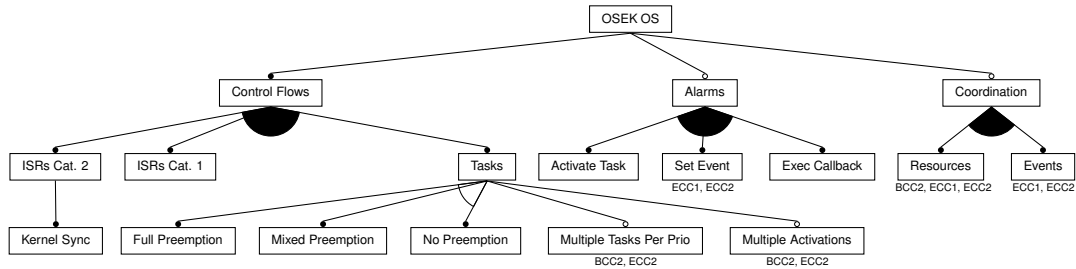 OSEK OS
Control Flows
Alarms
Coordination
ISRs Cat. 2
ISRs Cat. 1
Tasks
Activate Task
Set Event
Exec Callback
Resources
Events
ECC1, ECC2
BCC2, ECC1, ECC2
ECC1, ECC2
Kernel Sync
Full Preemption
Mixed Preemption
No Preemption
Multiple Tasks Per Prio
Multiple Activations
BCC2, ECC2
BCC2, ECC2